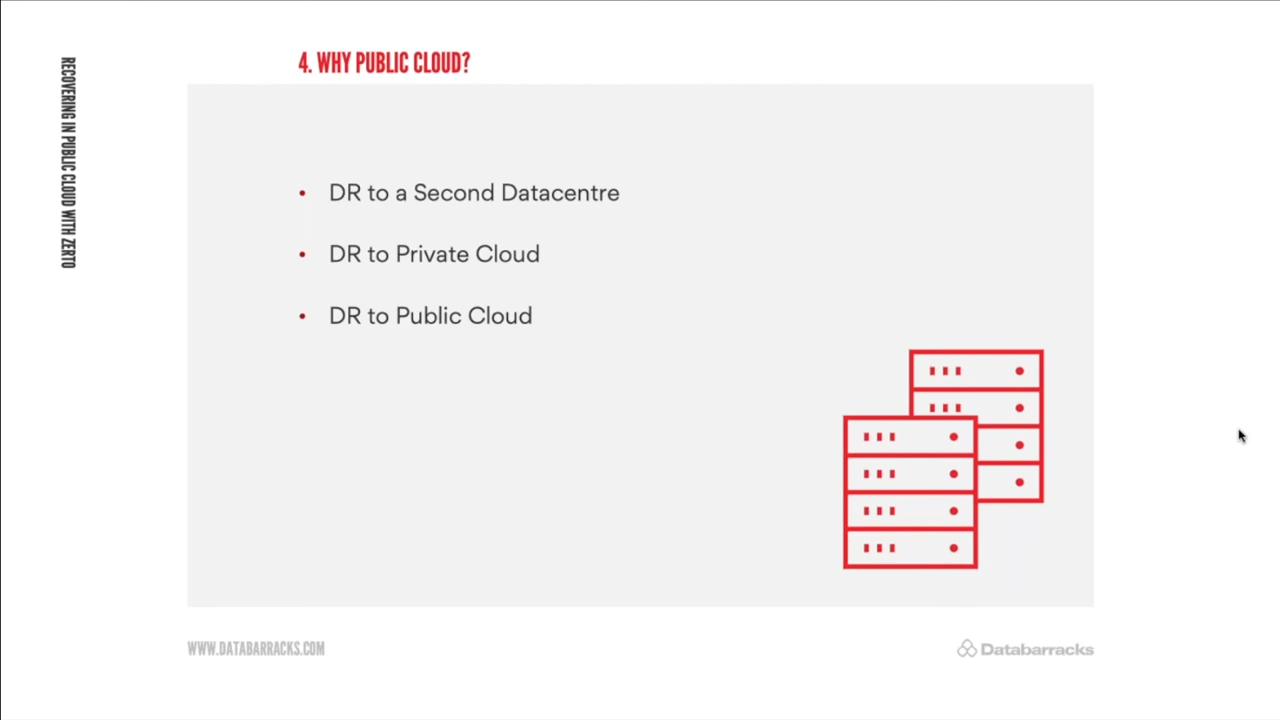 RECOVERING IN PUBLIC CLOUD WITH ZERTO
4. WHY PUBLIC CLOUD?
• DR to a Second Datacentre
• DR to Private Cloud
• DR to Public Cloud
WWW.DATABARRACKS.COM
Databarracks